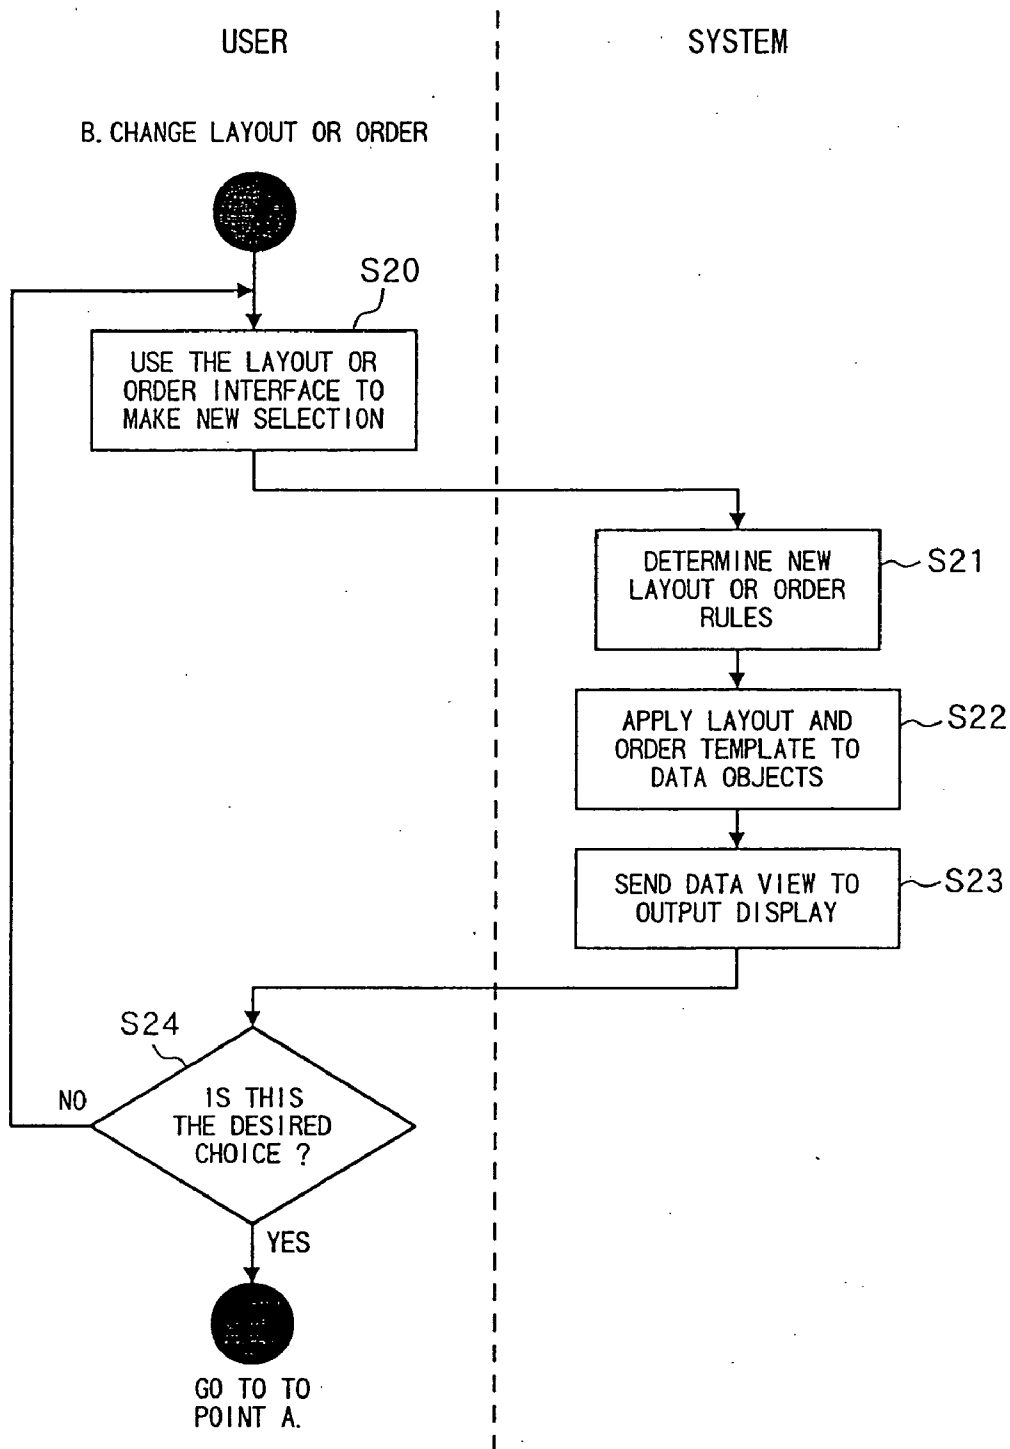 USER
SYSTEM
B. CHANGE LAYOUT OR ORDER
S20
USE THE LAYOUT OR
ORDER INTERFACE TO
MAKE NEW SELECTION
DETERMINE NEW
LAYOUT OR ORDER
RULES
S21
APPLY LAYOUT AND
ORDER TEMPLATE TO
DATA OBJECTS
S22
SEND DATA VIEW TO
OUTPUT DISPLAY
S23
S24
NO
IS THIS
THE DESIRED
CHOICE ?
YES
GO TO TO
POINT A.